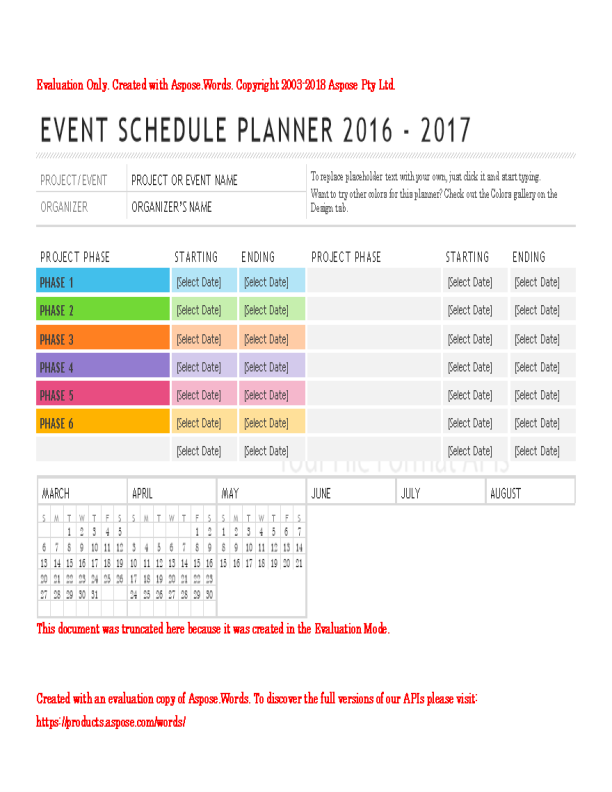 Evaluation Only. Created with Aspose.Words. Copyright 2003-2018 Aspose Pty Ltd.
EVENT SCHEDULE PLANNER 2016 - 2017
PROJECT/EVENT PROJECT OR EVENT NAME
ORGANIZER ORGANIZER'S NAME
To replace placeholder text with your own, just click it and start typing.
Want to try other colors for this planner? Check out the Colors gallery on the
Design tab.
PROJECT PHASE STARTING ENDING PROJECT PHASE STARTING ENDING
PHASE 1 [Select Date] [Select Date] [Select Date] [Select Date]
PHASE 2 [Select Date] [Select Date] [Select Date] [Select Date]
PHASE 3 [Select Date] [Select Date] [Select Date] [Select Date]
PHASE 4 [Select Date] [Select Date] [Select Date] [Select Date]
PHASE 5 [Select Date] [Select Date] [Select Date] [Select Date]
PHASE 6 [Select Date] [Select Date] [Select Date] [Select Date]
[Select Date] [Select Date] [Select Date] [Select Date]
Your File Format APIs
MARCH APRIL MAY JUNE JULY AUGUST
S M T W T F S S M T W T F S S M T W T F S
1 2 3 4 5 1 2 1 2 3 4 5 6 7
6 7 8 9 10 11 12 3 4 5 6 7 8 9 8 9 10 11 12 13 14
13 14 15 16 17 18 19 10 11 12 13 14 15 16 15 16 17 18 19 20 21
20 21 22 23 24 25 26 17 18 19 20 21 22 23
27 28 29 30 31 24 25 26 27 28 29 30
This document was truncated here because it was created in the Evaluation Mode.
Created with an evaluation copy of Aspose.Words. To discover the full versions of our APIs please visit:
https://products.aspose.com/words/